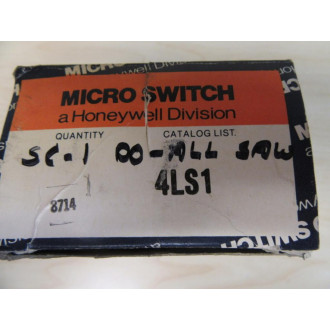 MICRO SWITCH
a Honeywell Division
QUANTITY CATALOG LIST.
SC-1 DO-ALL SAW
1 4LS1
8714